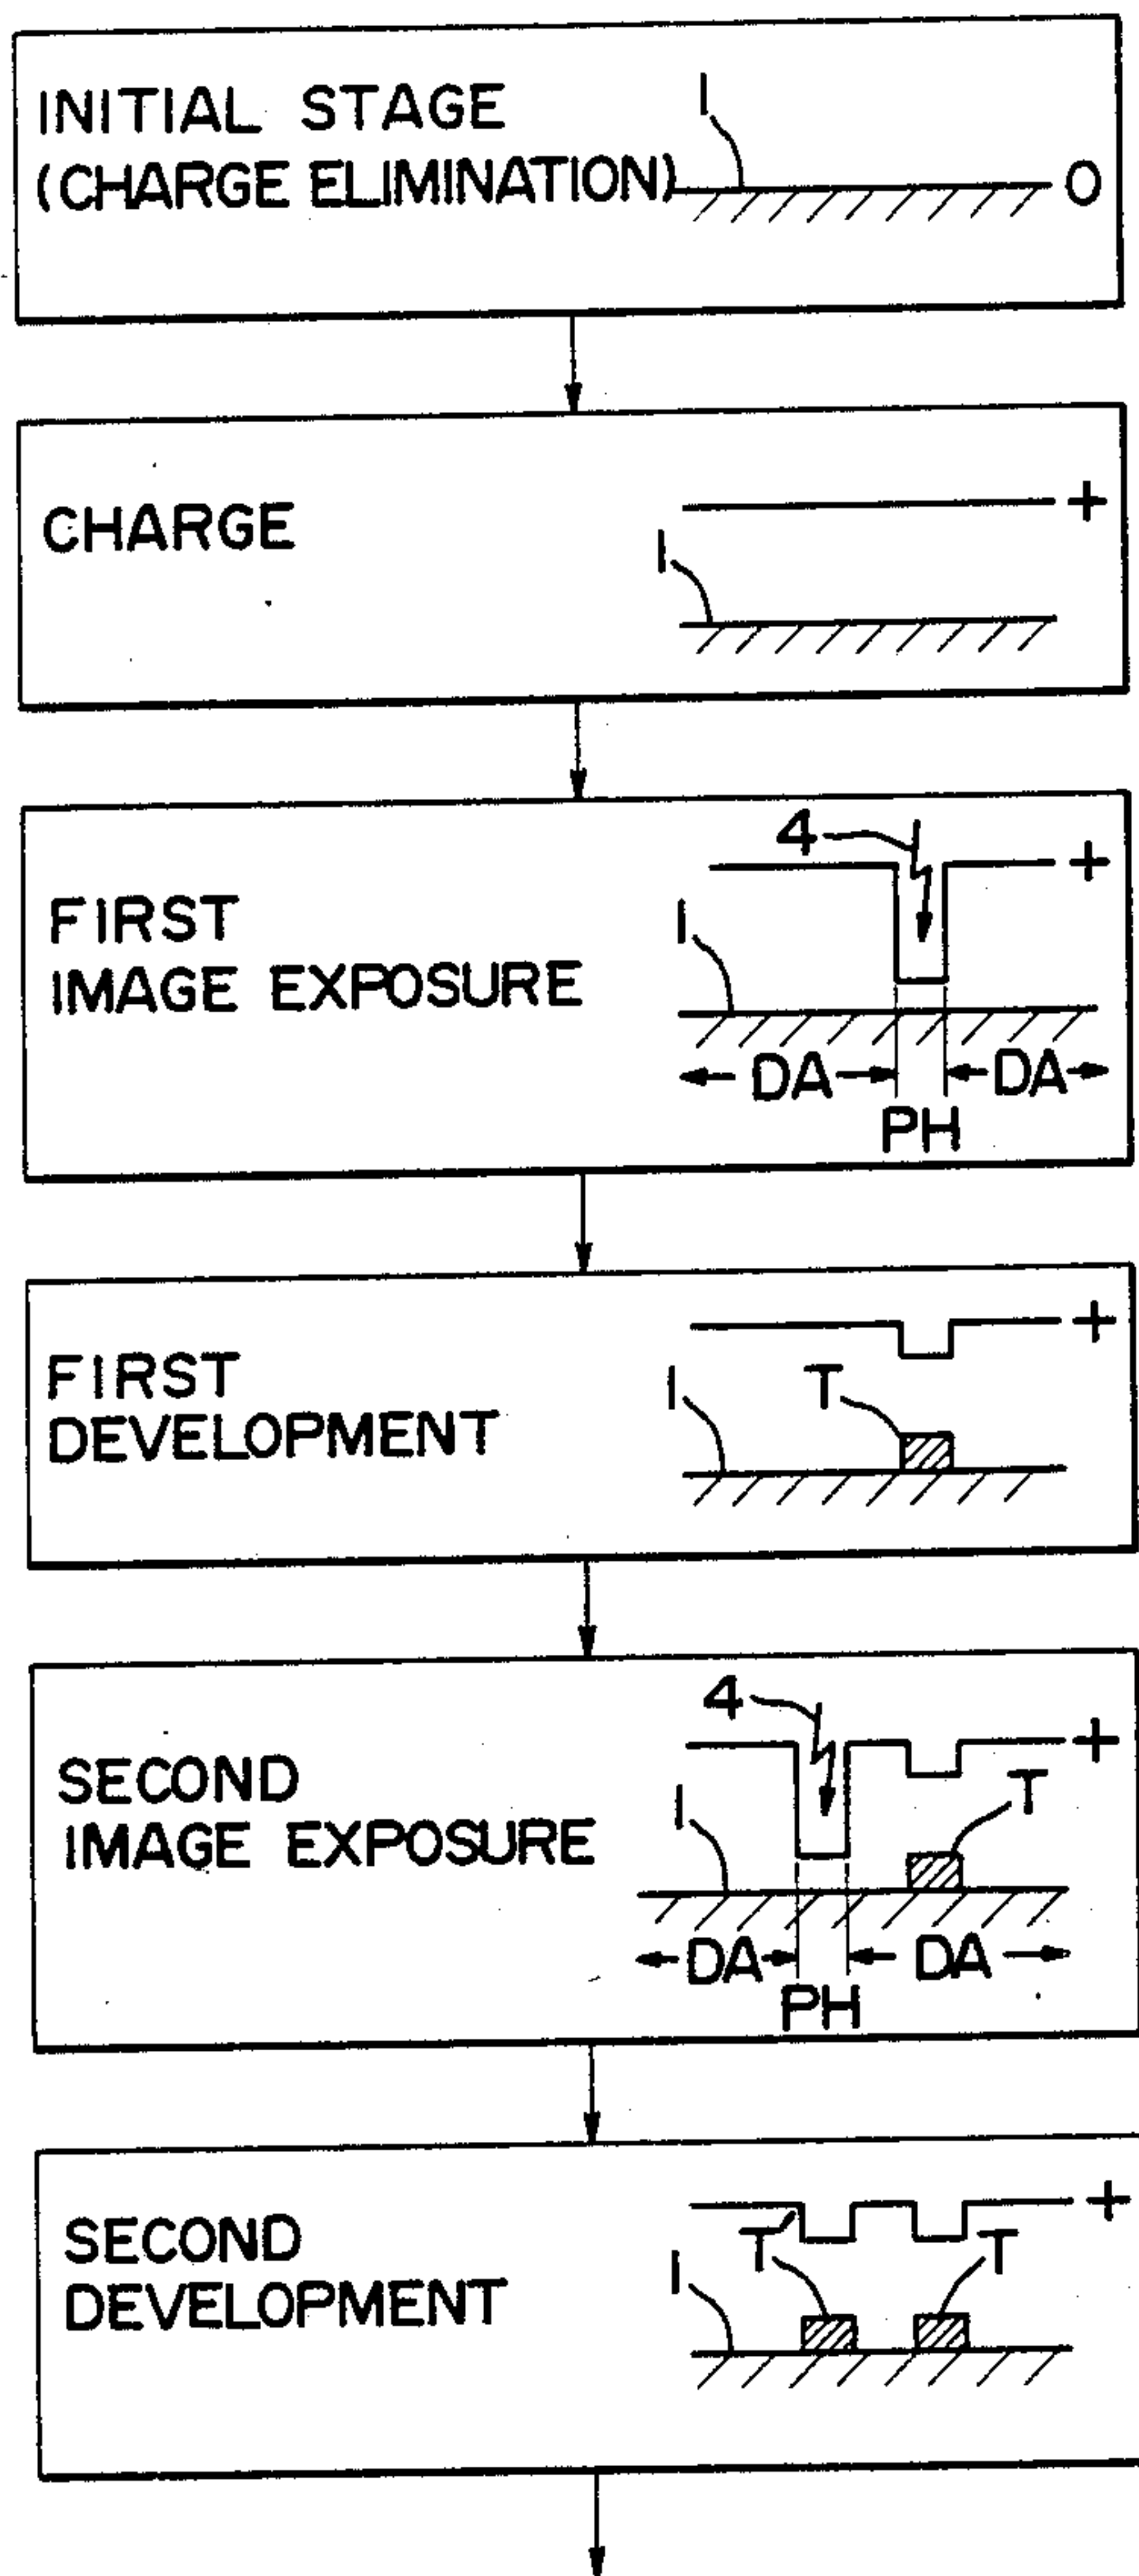 INITIAL STAGE
(CHARGE ELIMINATION)
1
0
CHARGE
+
1
FIRST
IMAGE EXPOSURE
4
+
1
DA
DA
PH
FIRST
DEVELOPMENT
+
1
T
SECOND
IMAGE EXPOSURE
4
+
1
T
DA
DA
PH
SECOND
DEVELOPMENT
+
1
T
T